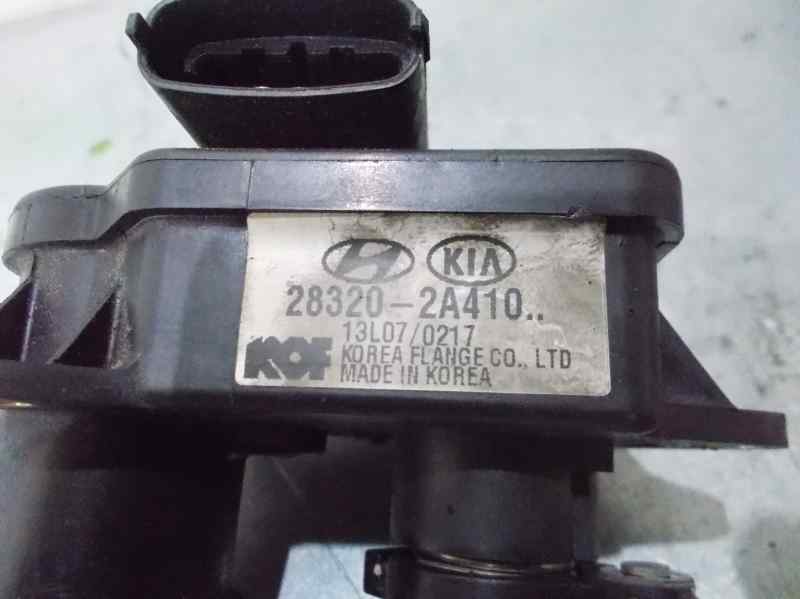 KIA
28320-2A410..
13L07/0217
KOF KOREA FLANGE CO., LTD
MADE IN KOREA